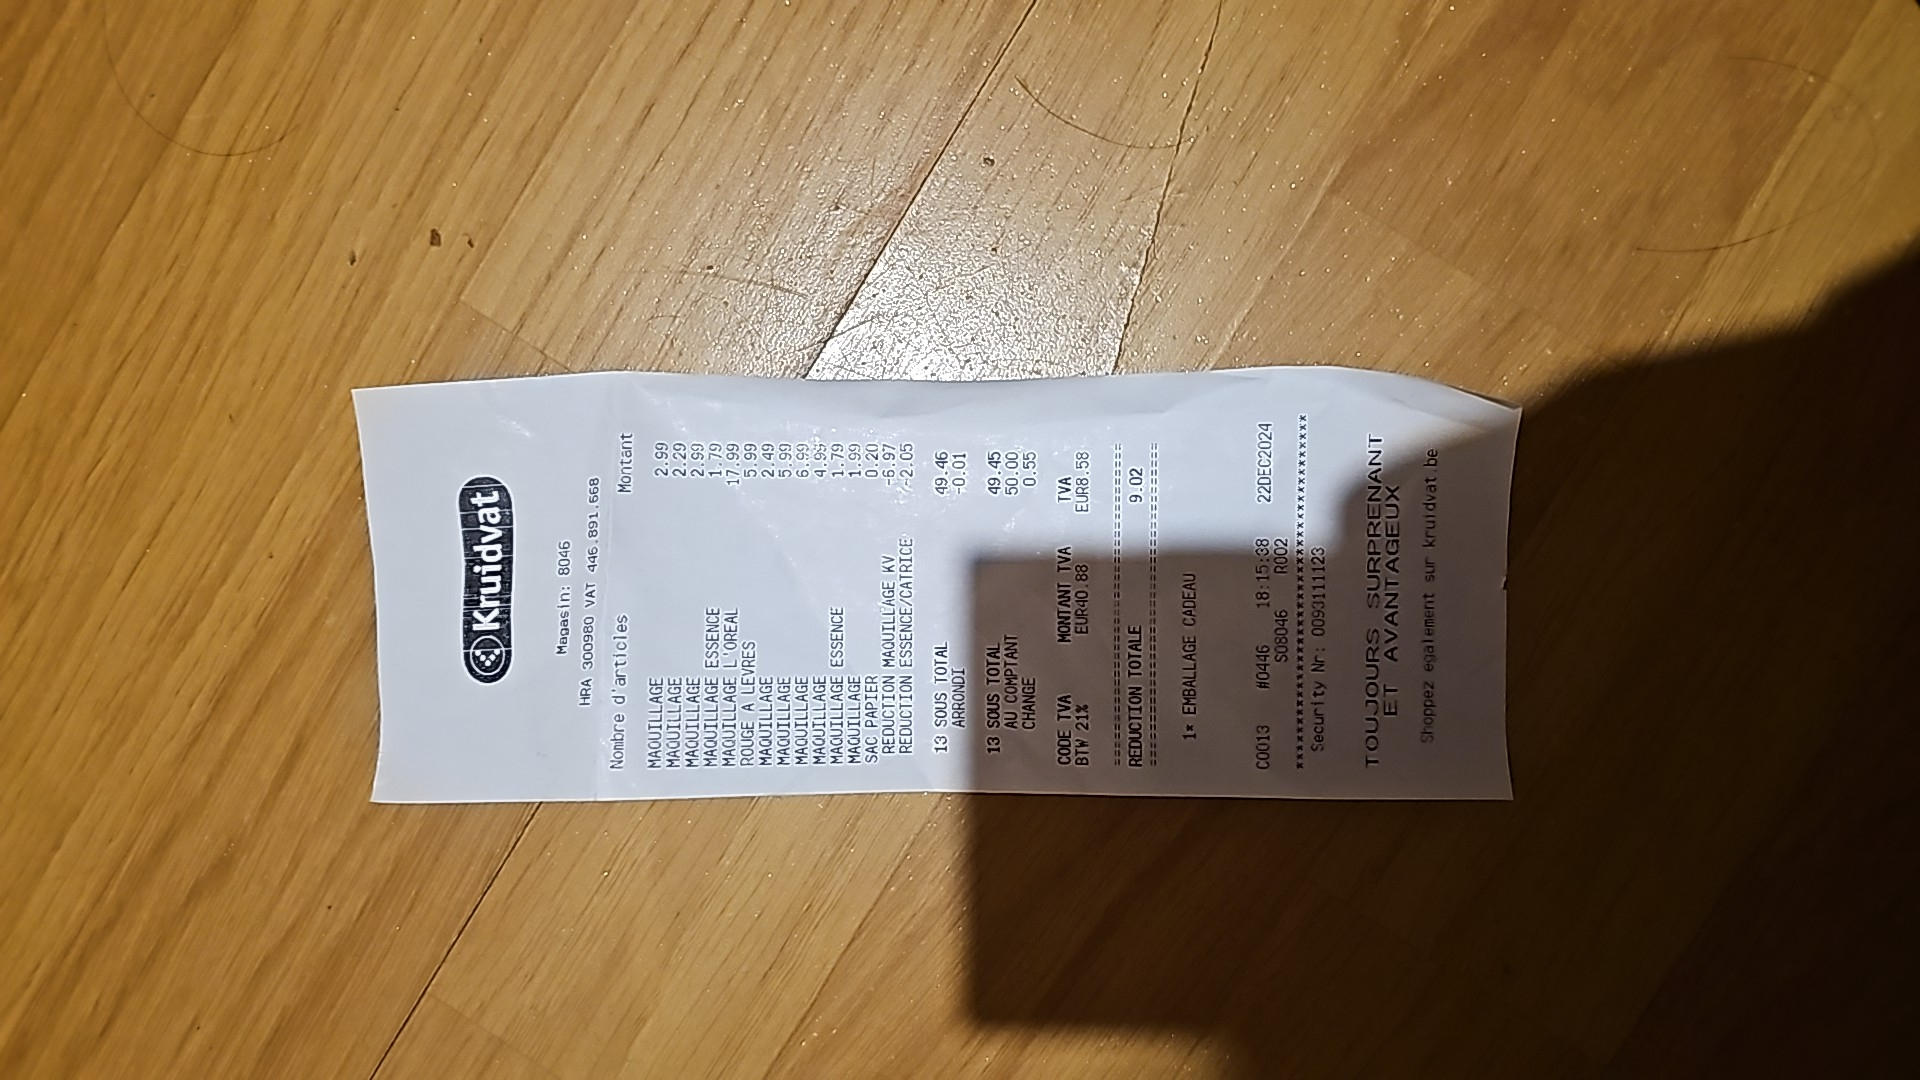 Kruidvat
Magasin: 8046
HRA 300980 VAT 446.891.668
Nombre d'articles Montant
MAQUILLAGE 2.99
MAQUILLAGE 2.29
MAQUILLAGE 2.99
MAQUILLAGE ESSENCE 1.79
MAQUILLAGE L'OREAL 17.99
ROUGE A LEVRES 5.99
MAQUILLAGE 2.49
MAQUILLAGE 5.99
MAQUILLAGE 6.99
MAQUILLAGE 4.99
MAQUILLAGE ESSENCE 1.79
MAQUILLAGE 1.99
SAC PAPIER 0.20
REDUCTION MAQUILLAGE KV -6.97
REDUCTION ESSENCE/CATRICE -2.05
13 SOUS TOTAL 49.46
ARRONDI -0.01
13 SOUS TOTAL 49.45
AU COMPTANT 50.00
CHANGE 0.55
CODE TVA MONTANT TVA TVA
BTW 21% EUR40.88 EUR8.58
REDUCTION TOTALE 9.02
1* EMBALLAGE CADEAU
C0013 #0446 18:15:38 22DEC2024
S08046 R002
Security Nr: 0093111123
TOUJOURS SURPRENANT
ET AVANTAGEUX
Shoppez egalement sur kruidvat.be